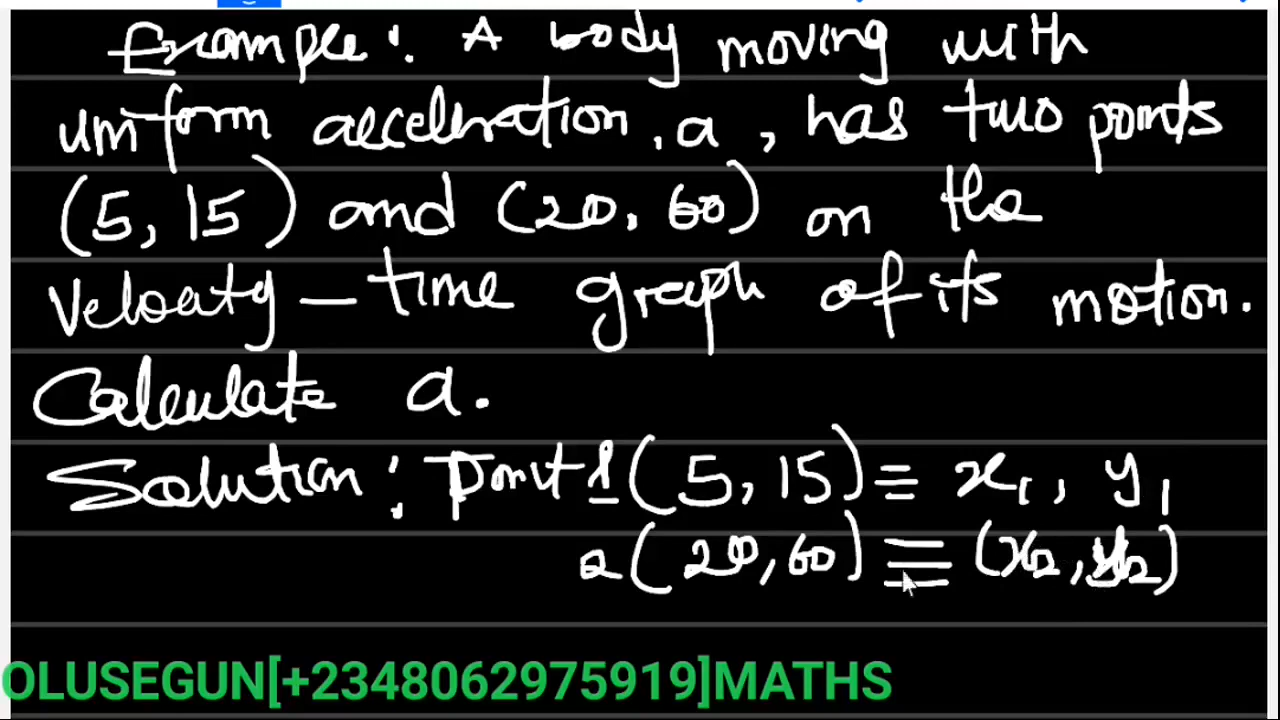 Example: A body moving with
uniform acceleration, a, has two points
(5, 15) and (20, 60) on the
velocity - time graph of its motion.
Calculate a.
Solution: Point 1 (5, 15) ≡ x₁, y₁
2 (20, 60) ≡ (x₂, y₂)
OLUSEGUN[+2348062975919]MATHS